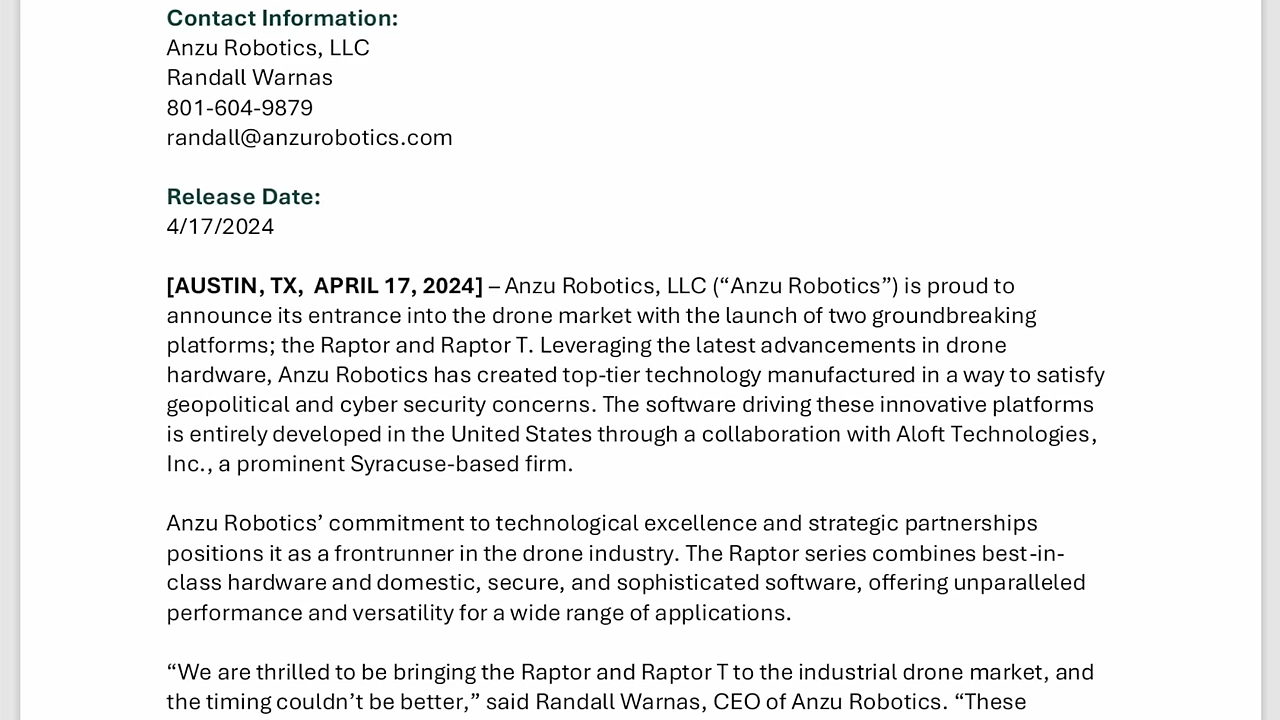 Contact Information:
Anzu Robotics, LLC
Randall Warnas
801-604-9879
randall@anzurobotics.com
Release Date:
4/17/2024
[AUSTIN, TX,  APRIL 17, 2024] – Anzu Robotics, LLC (“Anzu Robotics”) is proud to
announce its entrance into the drone market with the launch of two groundbreaking
platforms; the Raptor and Raptor T. Leveraging the latest advancements in drone
hardware, Anzu Robotics has created top-tier technology manufactured in a way to satisfy
geopolitical and cyber security concerns. The software driving these innovative platforms
is entirely developed in the United States through a collaboration with Aloft Technologies,
Inc., a prominent Syracuse-based firm.
Anzu Robotics’ commitment to technological excellence and strategic partnerships
positions it as a frontrunner in the drone industry. The Raptor series combines best-in-
class hardware and domestic, secure, and sophisticated software, offering unparalleled
performance and versatility for a wide range of applications.
“We are thrilled to be bringing the Raptor and Raptor T to the industrial drone market, and
the timing couldn’t be better,” said Randall Warnas, CEO of Anzu Robotics. “These